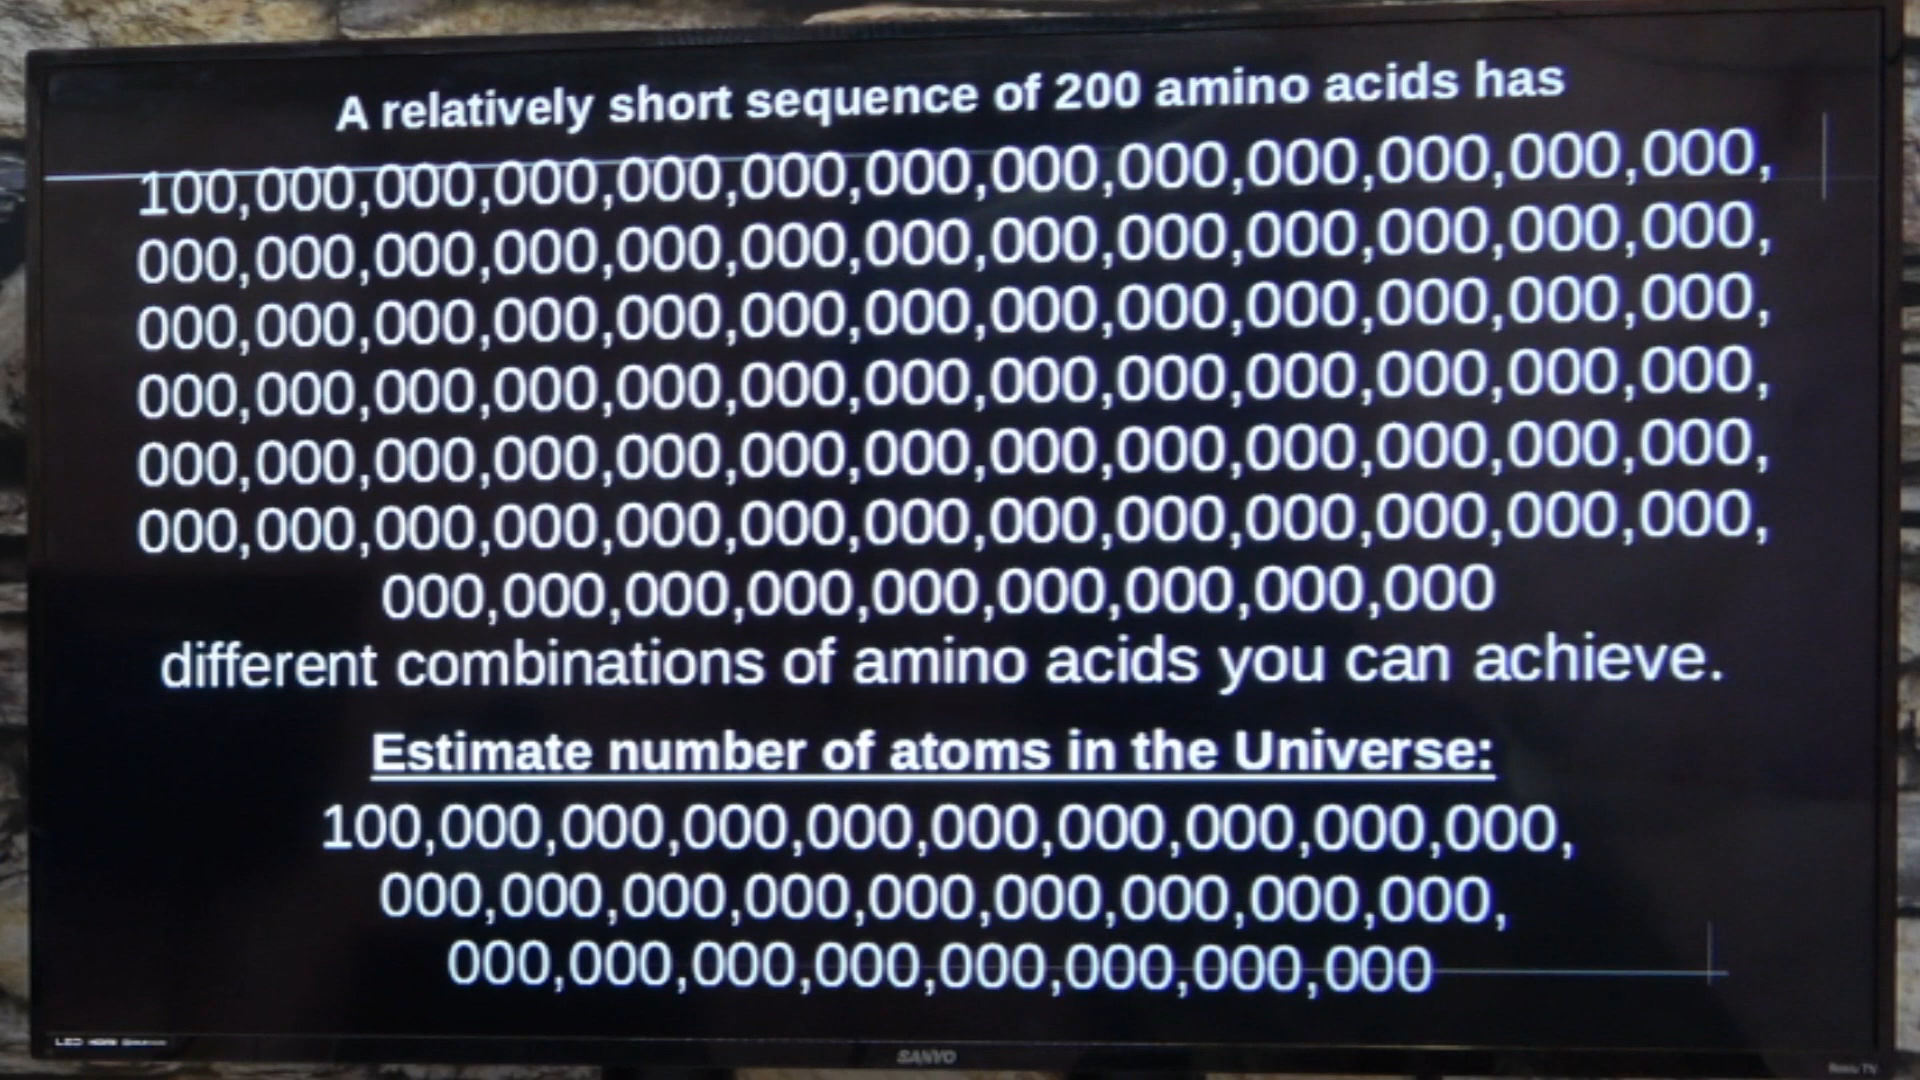 A relatively short sequence of 200 amino acids has
100,000,000,000,000,000,000,000,000,000,000,000,000,
000,000,000,000,000,000,000,000,000,000,000,000,000,
000,000,000,000,000,000,000,000,000,000,000,000,000,
000,000,000,000,000,000,000,000,000,000,000,000,000,
000,000,000,000,000,000,000,000,000,000,000,000,000,
000,000,000,000,000,000,000,000,000,000,000,000,000,
000,000,000,000,000,000,000,000,000
different combinations of amino acids you can achieve.
Estimate number of atoms in the Universe:
100,000,000,000,000,000,000,000,000,000,
000,000,000,000,000,000,000,000,000,
000,000,000,000,000,000,000,000
LED HDMI
SANYO
Roku TV